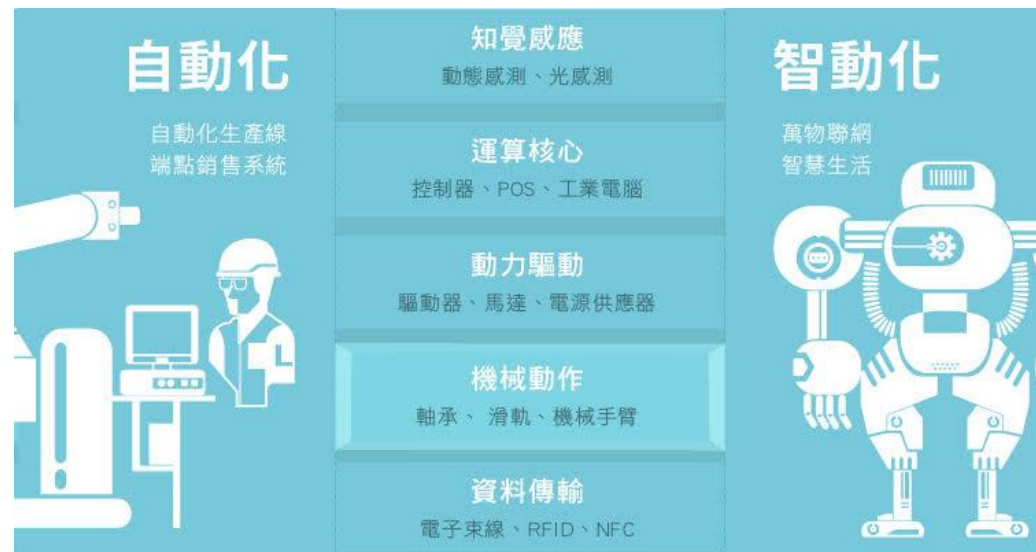 自動化
自動化生產線
端點銷售系統
知覺感應
動態感測、光感測
運算核心
控制器、POS、工業電腦
動力驅動
驅動器、馬達、電源供應器
機械動作
軸承、 滑軌、機械手臂
資料傳輸
電子束線、RFID、NFC
智動化
萬物聯網
智慧生活